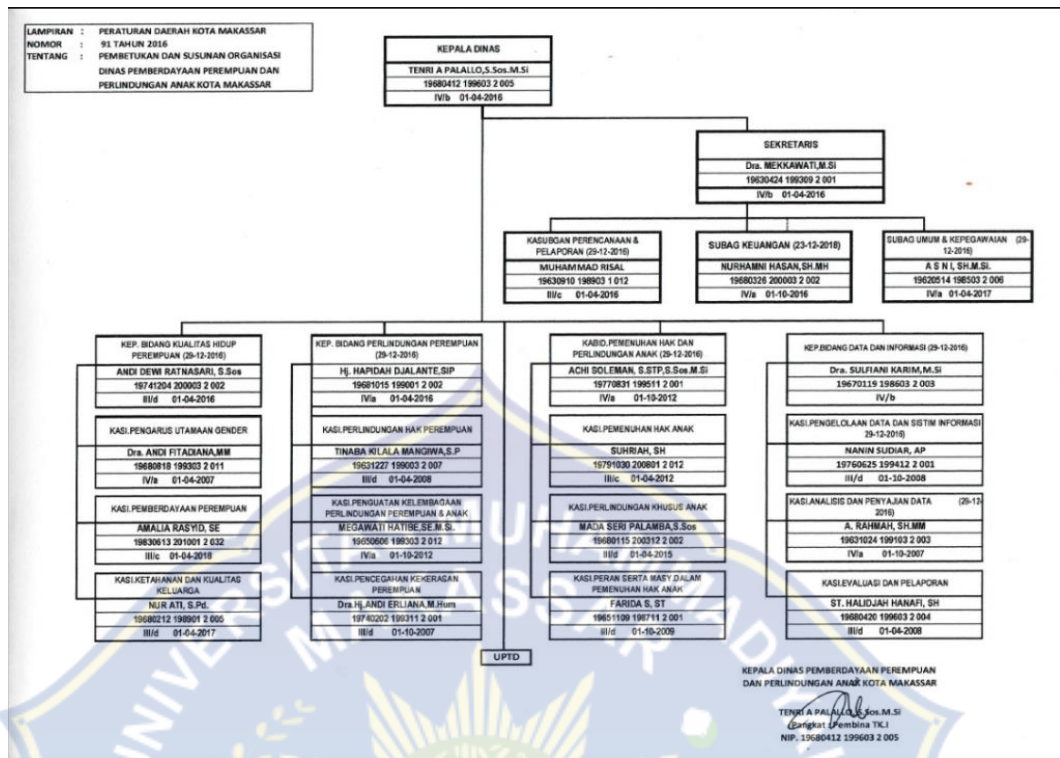 LAMPIRAN : PERATURAN DAERAH KOTA MAKASSAR
NOMOR : 91 TAHUN 2016
TENTANG : PEMBETUKAN DAN SUSUNAN ORGANISASI
DINAS PEMBERDAYAAN PEREMPUAN DAN
PERLINDUNGAN ANAK KOTA MAKASSAR
KEPALA DINAS
TENRI A PALALLO,S.Sos.M.Si
19680412 199603 2 005
IV/b 01-04-2016
SEKRETARIS
Dra. MEKKAWATI,M.Si
19630424 199309 2 001
IV/b 01-04-2016
KASUBGAN PERENCANAAN &
PELAPORAN (29-12-2016)
MUHAMMAD RISAL
19630910 198903 1 012
III/c 01-04-2016
SUBAG KEUANGAN (23-12-2018)
NURHAMNI HASAN,SH.MH
19680326 200003 2 002
IV/a 01-10-2016
SUBAG UMUM & KEPEGAWAIAN (29-
12-2016)
A S N I, SH.M.Si.
19620514 198503 2 006
IV/a 01-04-2017
KEP. BIDANG KUALITAS HIDUP
PEREMPUAN (29-12-2016)
ANDI DEWI RATNASARI, S.Sos
19741204 200003 2 002
III/d 01-04-2016
KASI.PENGARUS UTAMAAN GENDER
Dra. ANDI FITADIANA,MM
19680818 199303 2 011
IV/a 01-04-2007
KASI.PEMBERDAYAAN PEREMPUAN
AMALIA RASYID, SE
19830613 201001 2 032
III/c 01-04-2018
KASI.KETAHANAN DAN KUALITAS
KELUARGA
NUR ATI, S.Pd.
19680212 198901 2 005
III/d 01-04-2017
KEP. BIDANG PERLINDUNGAN PEREMPUAN
(29-12-2016)
Hj. HAPIDAH DJALANTE,SIP
19681015 199001 2 002
IV/a 01-04-2016
KASI.PERLINDUNGAN HAK PEREMPUAN
TINABA KILALA MANGIWA,S.P
19631227 199003 2 007
III/d 01-04-2008
KASI.PENGUATAN KELEMBAGAAN
PERLINDUNGAN PEREMPUAN & ANAK
MEGAWATI HATIBE,SE.M.Si.
19650606 199303 2 012
IV/a 01-10-2012
KASI.PENCEGAHAN KEKERASAN
PEREMPUAN
Dra.Hj.ANDI ERLIANA,M.Hum
19740202 199311 2 001
III/d 01-10-2007
KABID.PEMENUHAN HAK DAN
PERLINDUNGAN ANAK (29-12-2016)
ACHI SOLEMAN, S.STP,S.Sos.M.Si
19770831 199511 2 001
IV/a 01-10-2012
KASI.PEMENUHAN HAK ANAK
SUHRIAH, SH
19791030 200801 2 012
III/c 01-04-2012
KASI.PERLINDUNGAN KHUSUS ANAK
MADA SERI PALAMBA,S.Sos
19680115 200312 2 002
III/d 01-04-2015
KASI.PERAN SERTA MASY.DALAM
PEMENUHAN HAK ANAK
FARIDA S. ST
19651109 198711 2 001
III/d 01-10-2009
KEP.BIDANG DATA DAN INFORMASI (29-12-2016)
Dra. SULFIANI KARIM,M.Si
19670119 198603 2 003
IV/b
KASI.PENGELOLAAN DATA DAN SISTIM INFORMASI
29-12-2016)
NANIN SUDIAR, AP
19760625 199412 2 001
III/d 01-10-2008
KASI.ANALISIS DAN PENYAJIAN DATA (29-12-
2016)
A. RAHMAH, SH.MM
19631024 199103 2 003
IV/a 01-10-2007
KASI.EVALUASI DAN PELAPORAN
ST. HALIDJAH HANAFI, SH
19680420 199603 2 004
III/d 01-04-2008
UPTD
KEPALA DINAS PEMBERDAYAAN PEREMPUAN
DAN PERLINDUNGAN ANAK KOTA MAKASSAR
TENRI A PALALLO,S.Sos.M.Si
Pangkat : Pembina TK.I
NIP. 19680412 199603 2 005
UNIVERSITAS MUHAMMADIYAH
MAKASSAR